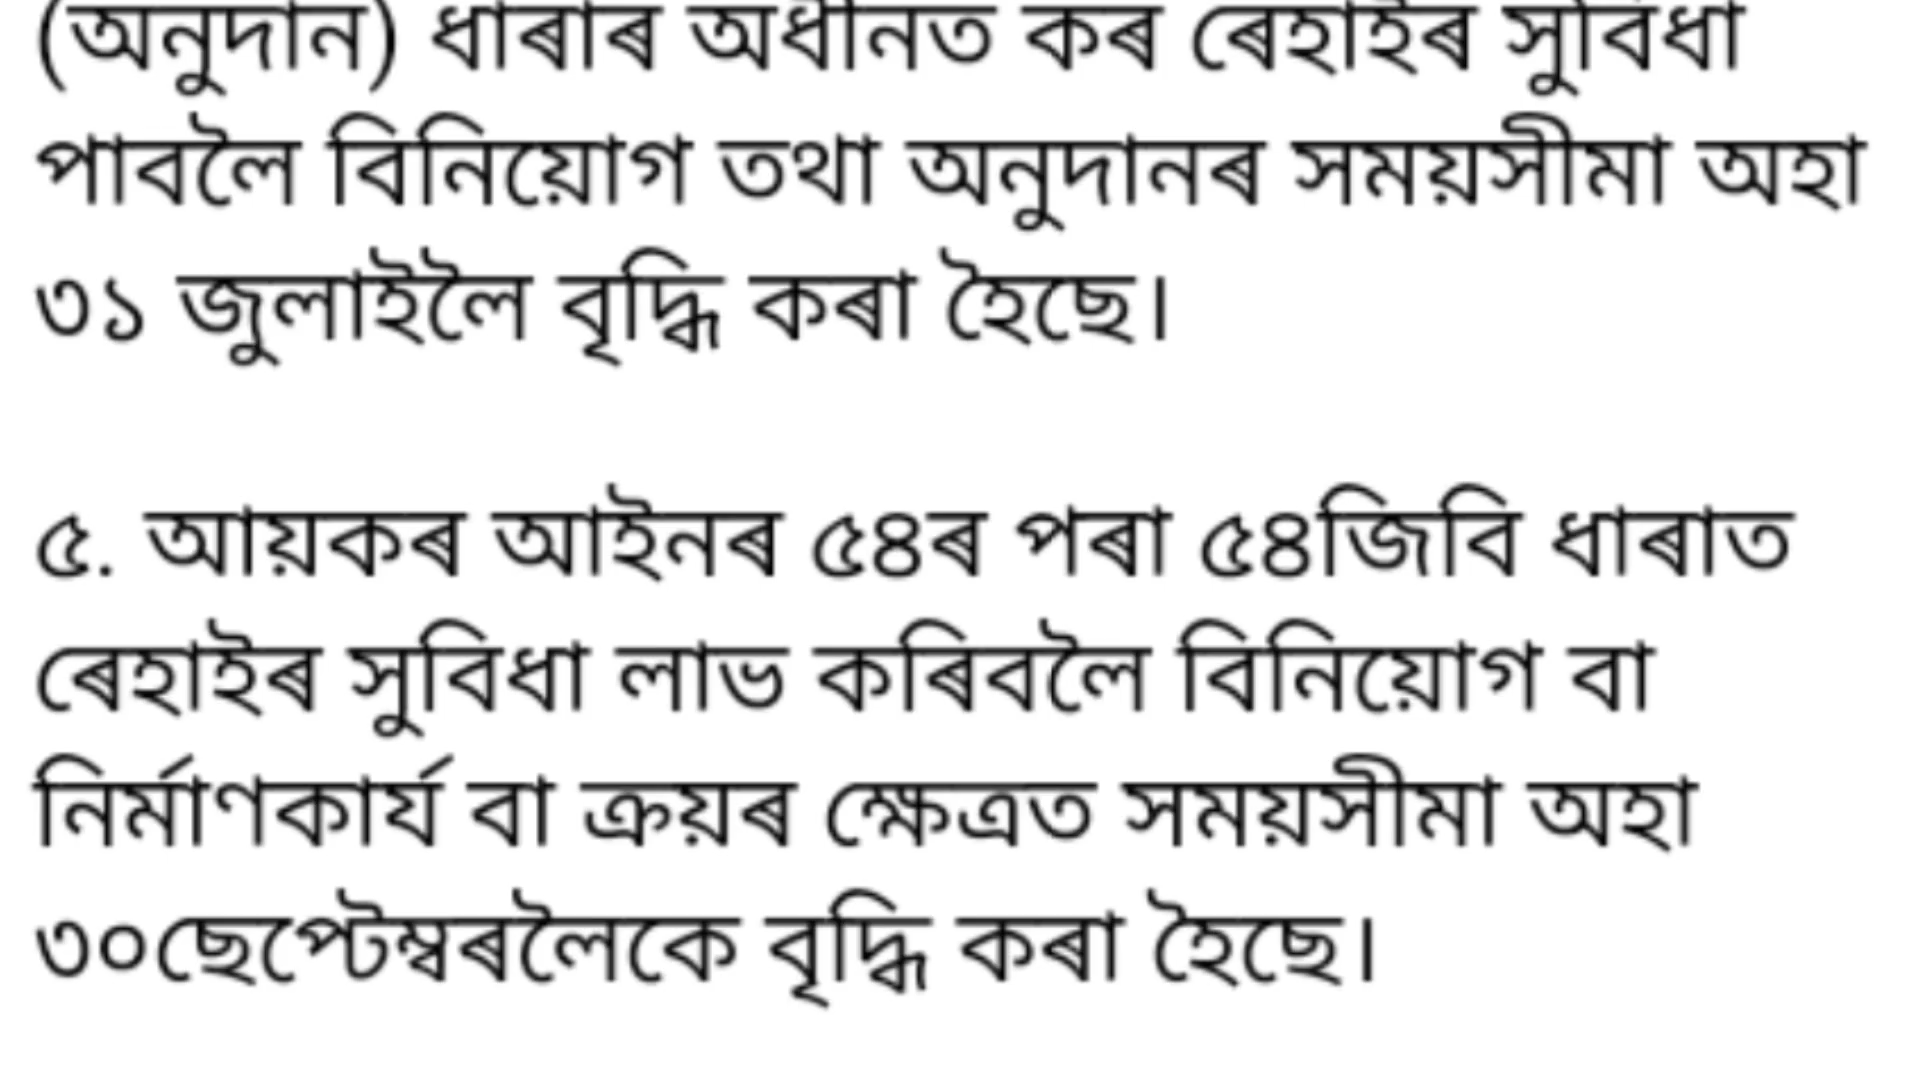 (অনুদান) ধাৰাৰ অধীনত কৰ ৰেহাইৰ সুবিধা
পাবলৈ বিনিয়োগ তথা অনুদানৰ সময়সীমা অহা
৩১ জুলাইলৈ বৃদ্ধি কৰা হৈছে।
৫. আয়কৰ আইনৰ ৫৪ৰ পৰা ৫৪জিবি ধাৰাত
ৰেহাইৰ সুবিধা লাভ কৰিবলৈ বিনিয়োগ বা
নিৰ্মাণকাৰ্য বা ক্ৰয়ৰ ক্ষেত্ৰত সময়সীমা অহা
৩০ছেপ্টেম্বৰলৈকে বৃদ্ধি কৰা হৈছে।